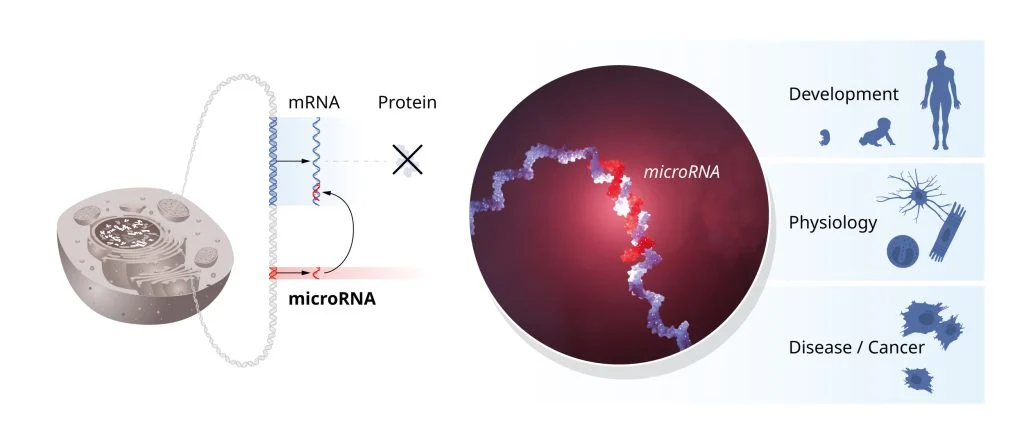 mRNA
Protein
microRNA
microRNA
Development
Physiology
Disease / Cancer